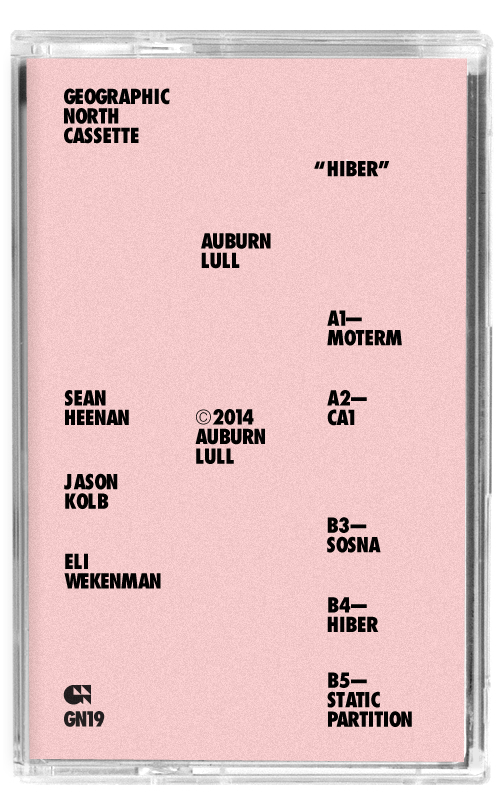 GEOGRAPHIC
NORTH
CASSETTE
“HIBER”
AUBURN
LULL
A1—
MOTERM
SEAN
HEENAN
©2014
AUBURN
LULL
A2—
CA1
JASON
KOLB
B3—
SOSNA
ELI
WEKENMAN
B4—
HIBER
B5—
STATIC
PARTITION
GN
GN19